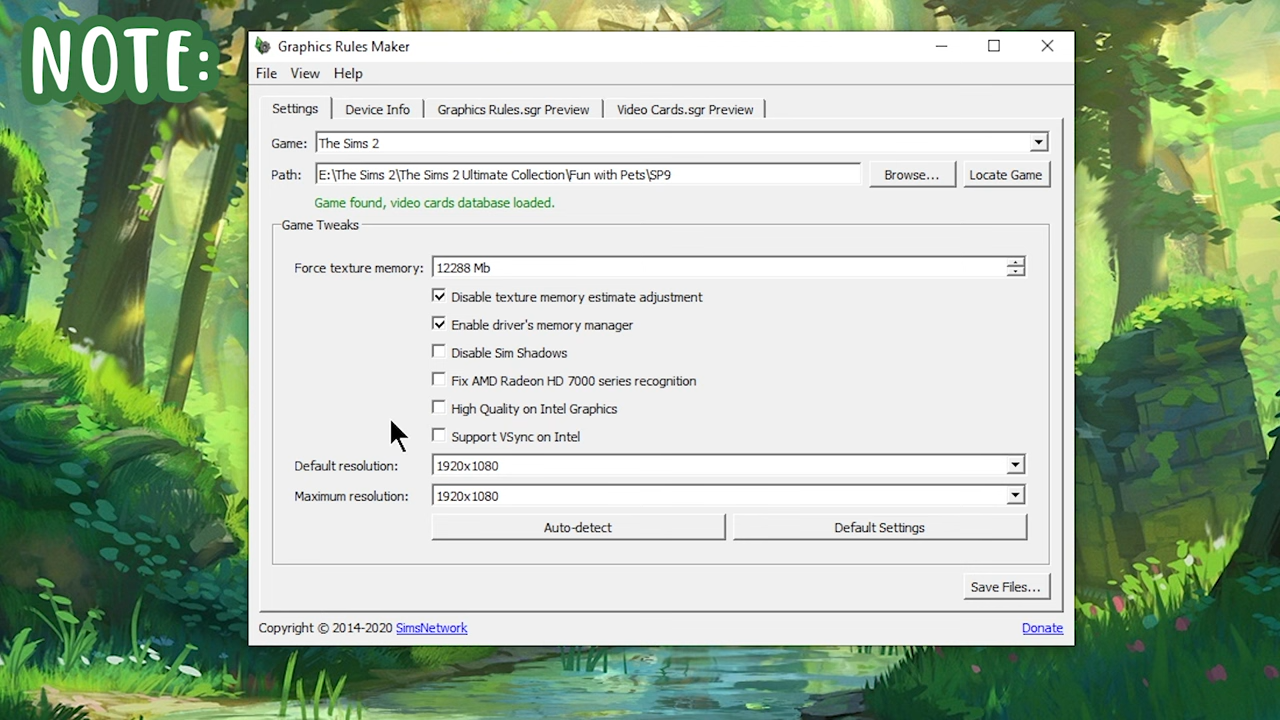 NOTE:
Graphics Rules Maker
File View Help
Settings Device Info Graphics Rules.sgr Preview Video Cards.sgr Preview
Game: The Sims 2
Path: E:\The Sims 2\The Sims 2 Ultimate Collection\Fun with Pets\SP9 Browse... Locate Game
Game found, video cards database loaded.
Game Tweaks
Force texture memory: 12288 Mb
Disable texture memory estimate adjustment
Enable driver's memory manager
Disable Sim Shadows
Fix AMD Radeon HD 7000 series recognition
High Quality on Intel Graphics
Support VSync on Intel
Default resolution: 1920x1080
Maximum resolution: 1920x1080
Auto-detect Default Settings
Save Files...
Copyright © 2014-2020 SimsNetwork Donate